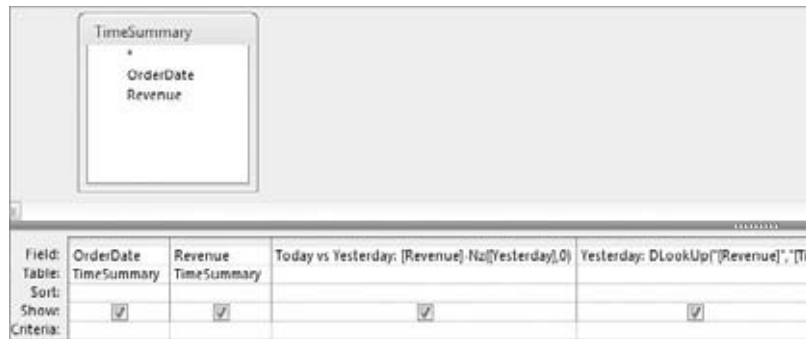 TimeSummary
*
OrderDate
Revenue
Field: OrderDate Revenue Today vs Yesterday: [Revenue]-Nz([Yesterday],0) Yesterday: DLookUp("[Revenue]","[Ti
Table: TimeSummary TimeSummary
Sort:
Show:
Criteria: